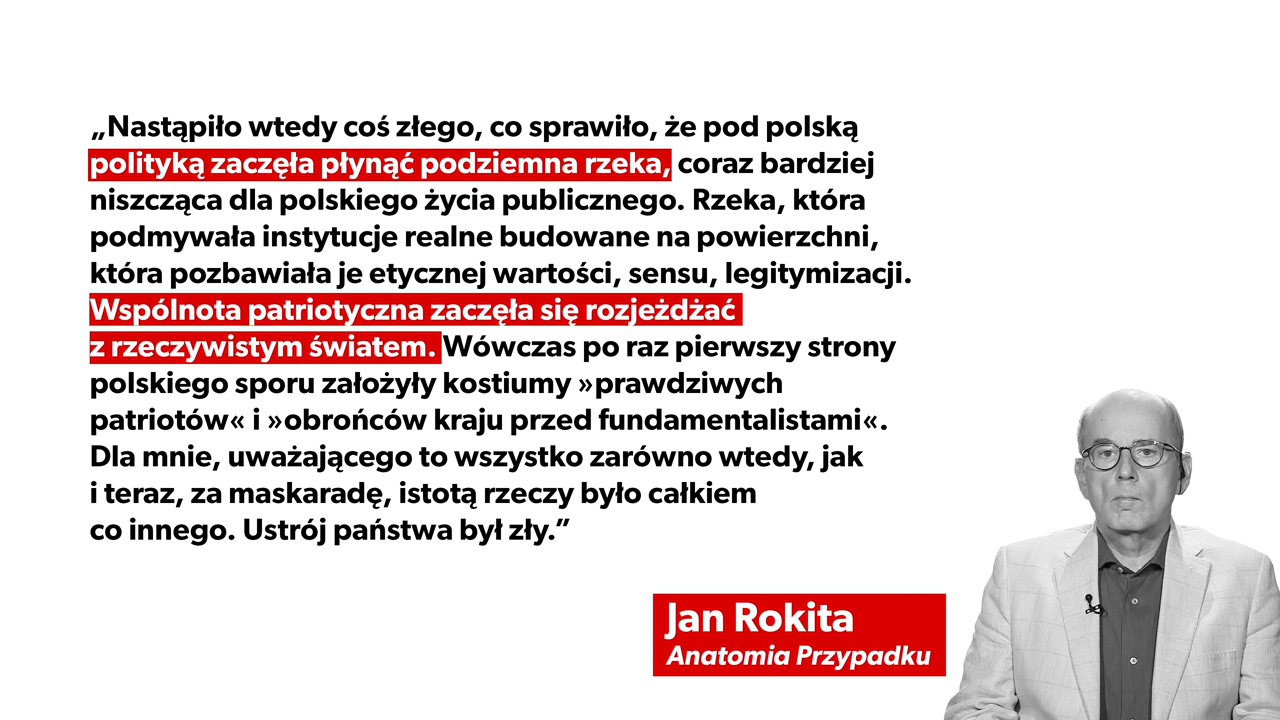 „Nastąpiło wtedy coś złego, co sprawiło, że pod polską
polityką zaczęła płynąć podziemna rzeka, coraz bardziej
niszcząca dla polskiego życia publicznego. Rzeka, która
podmywała instytucje realne budowane na powierzchni,
która pozbawiała je etycznej wartości, sensu, legitymizacji.
Wspólnota patriotyczna zaczęła się rozjeżdżać
z rzeczywistym światem. Wówczas po raz pierwszy strony
polskiego sporu założyły kostiumy »prawdziwych
patriotów« i »obrońców kraju przed fundamentalistami«.
Dla mnie, uważającego to wszystko zarówno wtedy, jak
i teraz, za maskaradę, istotą rzeczy było całkiem
co innego. Ustrój państwa był zły.”
Jan Rokita
Anatomia Przypadku